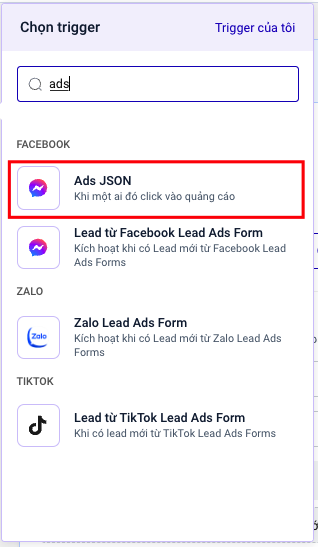 Chọn trigger
Trigger của tôi
ads
FACEBOOK
Ads JSON
Khi một ai đó click vào quảng cáo
Lead từ Facebook Lead Ads Form
Kích hoạt khi có Lead mới từ Facebook Lead
Ads Forms
ZALO
Zalo
Zalo Lead Ads Form
Kích hoạt khi có Lead mới từ Zalo Lead Ads
Forms
TIKTOK
Lead từ TikTok Lead Ads Form
Khi có lead mới từ TikTok Lead Ads Forms